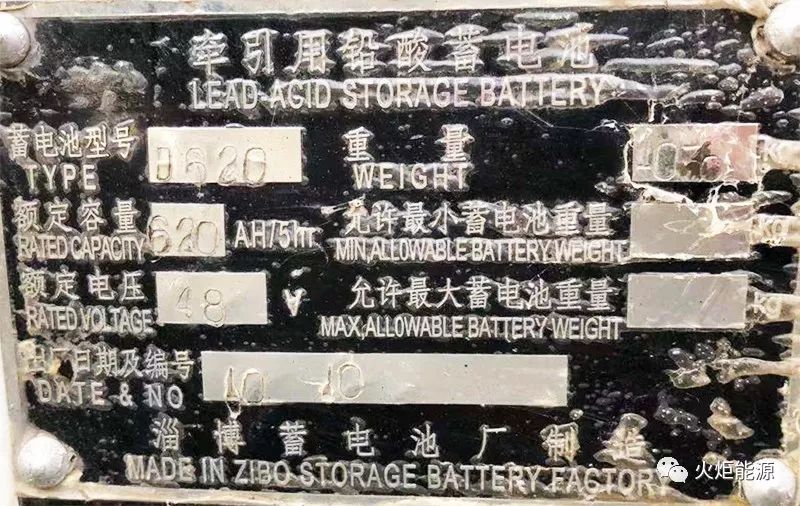 牵引用铅酸蓄电池
LEAD-ACID STORAGE BATTERY
蓄电池型号 D620 重量
TYPE WEIGHT KG
额定容量 620 AH/5hr 允许最小蓄电池重量 KG
RATED CAPACITY MIN,ALLOWABLE BATTERY WEIGHT
额定电压 48 V 允许最大蓄电池重量 KG
RATED VOLTAGE MAX,ALLOWABLE BATTERY WEIGHT
出厂日期及编号 10 10
DATE & NO
淄博蓄电池厂制造
MADE IN ZIBO STORAGE BATTERY FACTORY
火炬能源